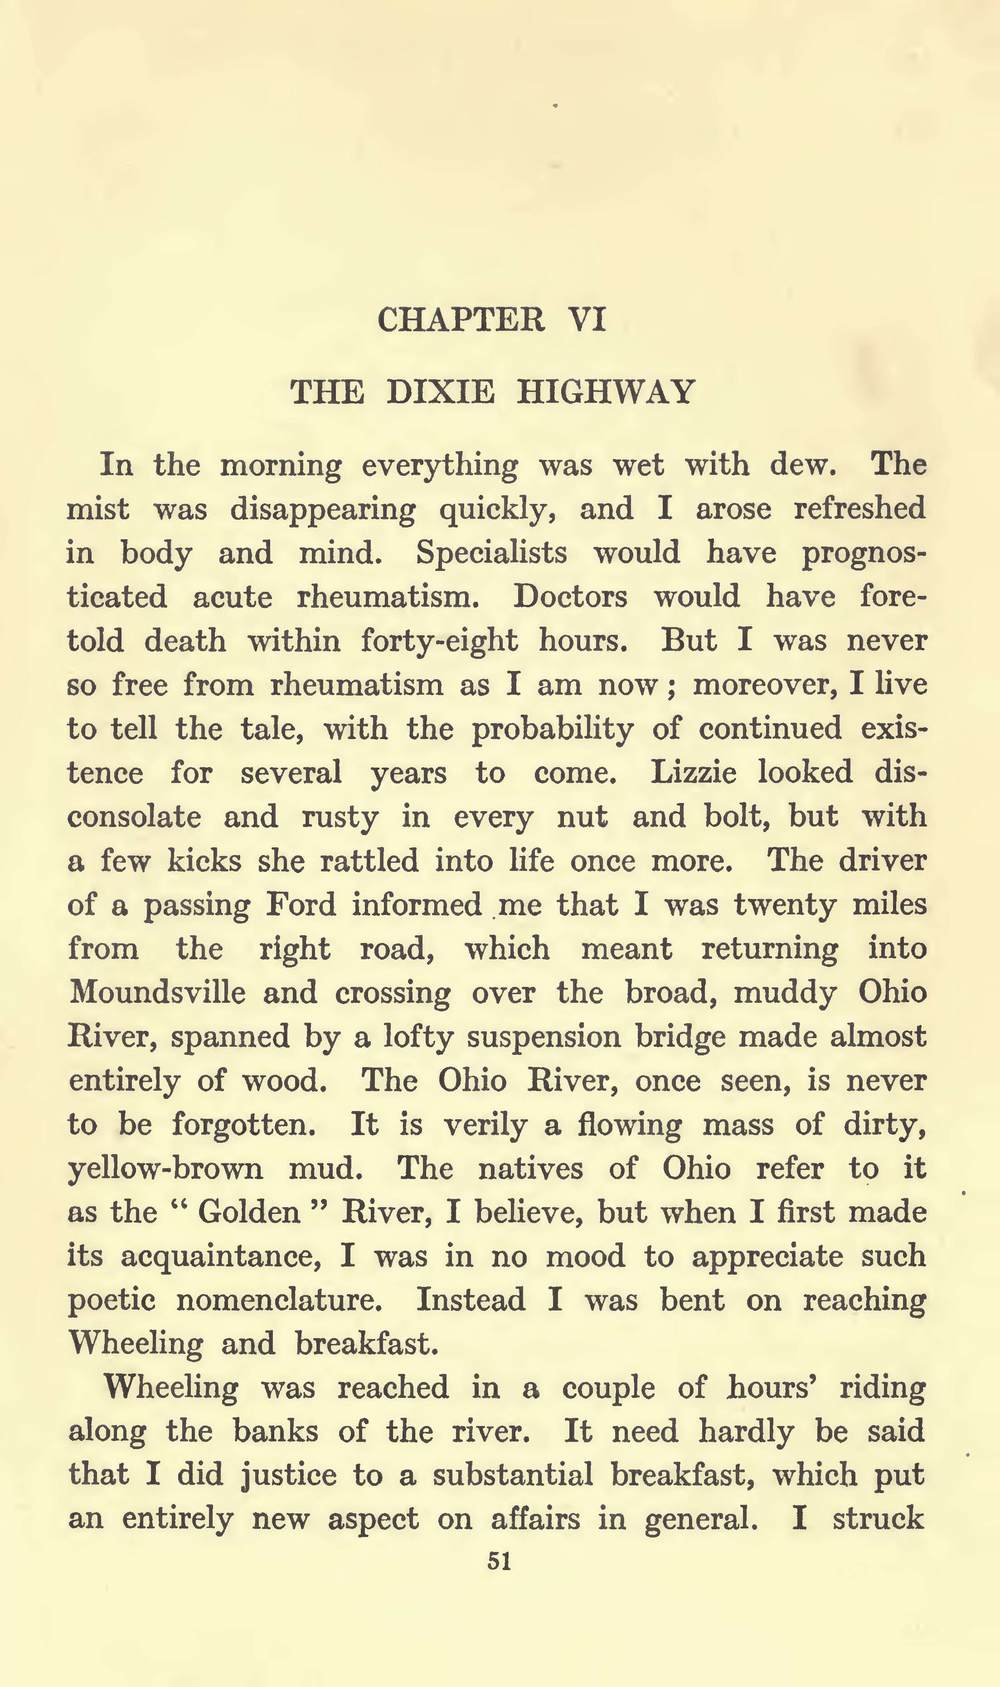 CHAPTER VI
THE DIXIE HIGHWAY
In the morning everything was wet with dew. The
mist was disappearing quickly, and I arose refreshed
in body and mind. Specialists would have prognos-
ticated acute rheumatism. Doctors would have fore-
told death within forty-eight hours. But I was never
so free from rheumatism as I am now; moreover, I live
to tell the tale, with the probability of continued exis-
tence for several years to come. Lizzie looked dis-
consolate and rusty in every nut and bolt, but with
a few kicks she rattled into life once more. The driver
of a passing Ford informed me that I was twenty miles
from the right road, which meant returning into
Moundsville and crossing over the broad, muddy Ohio
River, spanned by a lofty suspension bridge made almost
entirely of wood. The Ohio River, once seen, is never
to be forgotten. It is verily a flowing mass of dirty,
yellow-brown mud. The natives of Ohio refer to it
as the “ Golden ” River, I believe, but when I first made
its acquaintance, I was in no mood to appreciate such
poetic nomenclature. Instead I was bent on reaching
Wheeling and breakfast.
Wheeling was reached in a couple of hours’ riding
along the banks of the river. It need hardly be said
that I did justice to a substantial breakfast, which put
an entirely new aspect on affairs in general. I struck
51